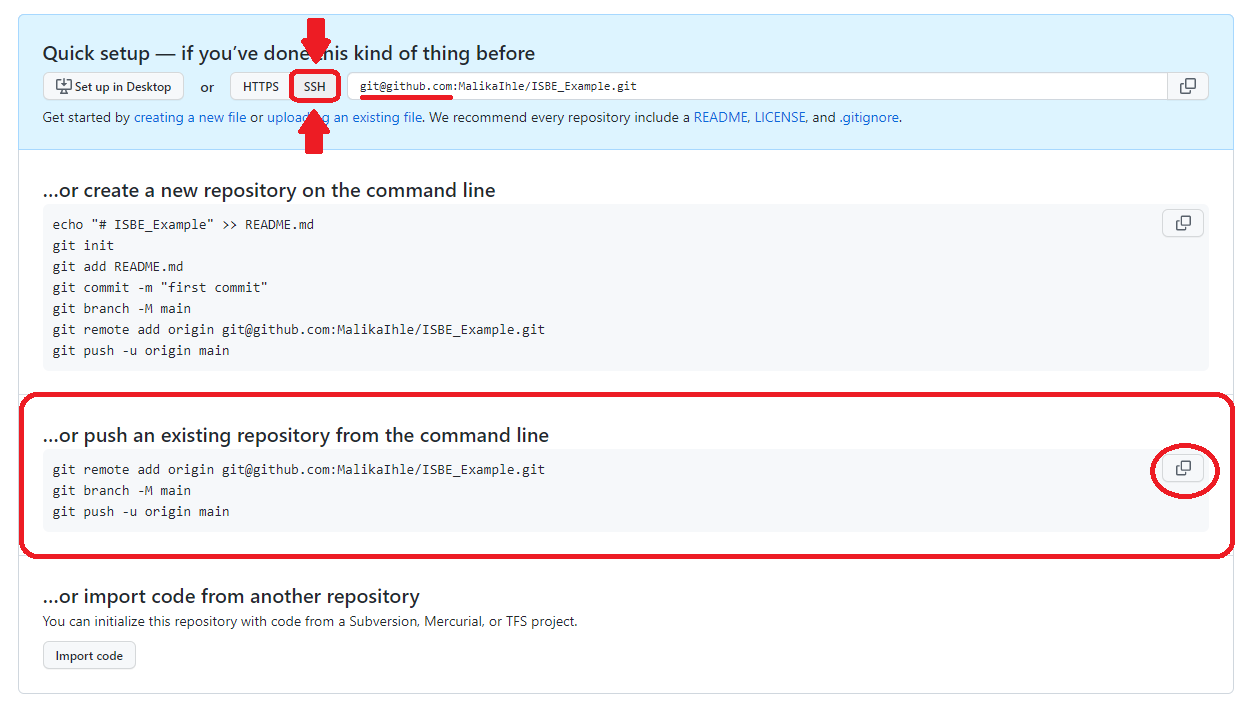 Quick setup — if you’ve done this kind of thing before
Set up in Desktop or HTTPS SSH git@github.com:MalikaIhle/ISBE_Example.git
Get started by creating a new file or uploading an existing file. We recommend every repository include a README, LICENSE, and .gitignore.
…or create a new repository on the command line
echo "# ISBE_Example" >> README.md
git init
git add README.md
git commit -m "first commit"
git branch -M main
git remote add origin git@github.com:MalikaIhle/ISBE_Example.git
git push -u origin main
…or push an existing repository from the command line
git remote add origin git@github.com:MalikaIhle/ISBE_Example.git
git branch -M main
git push -u origin main
…or import code from another repository
You can initialize this repository with code from a Subversion, Mercurial, or TFS project.
Import code